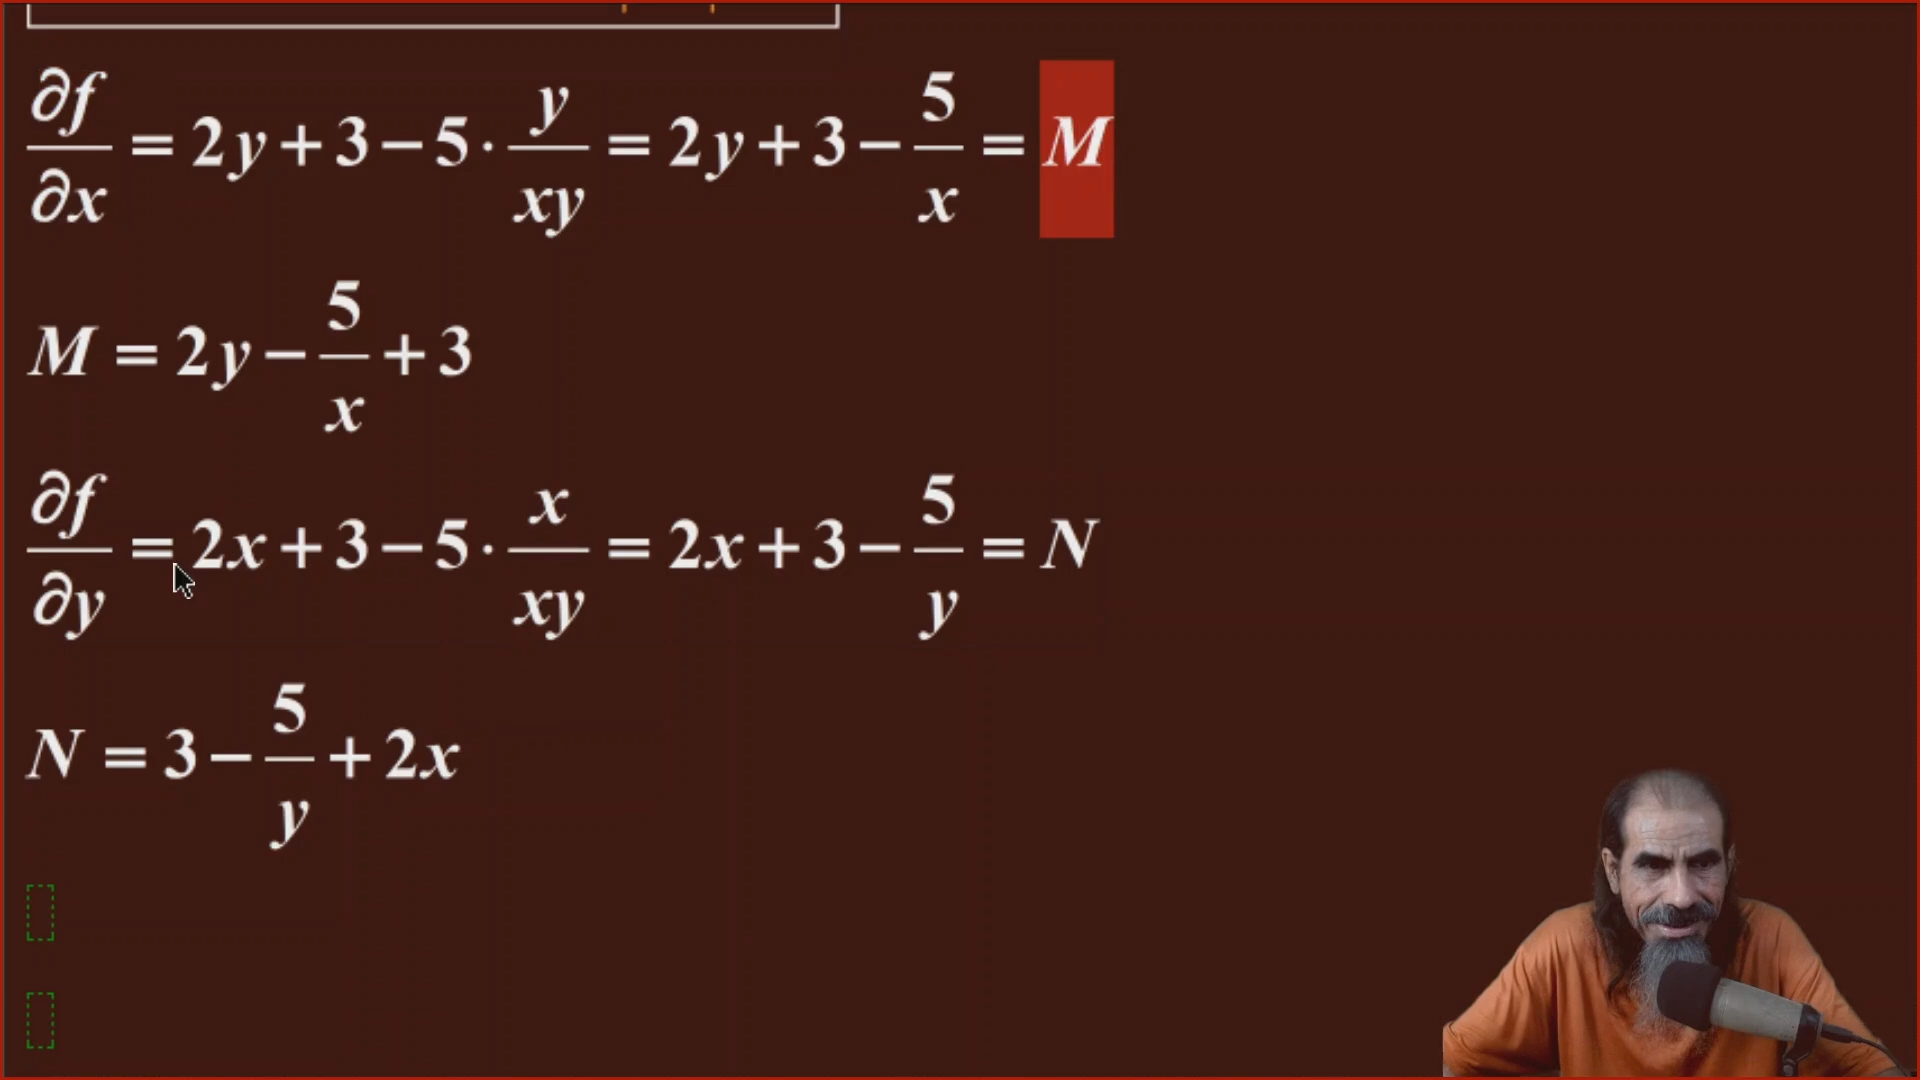 ∂f/∂x = 2y + 3 − 5 · y/xy = 2y + 3 − 5/x = M
M = 2y − 5/x + 3
∂f/∂y = 2x + 3 − 5 · x/xy = 2x + 3 − 5/y = N
N = 3 − 5/y + 2x